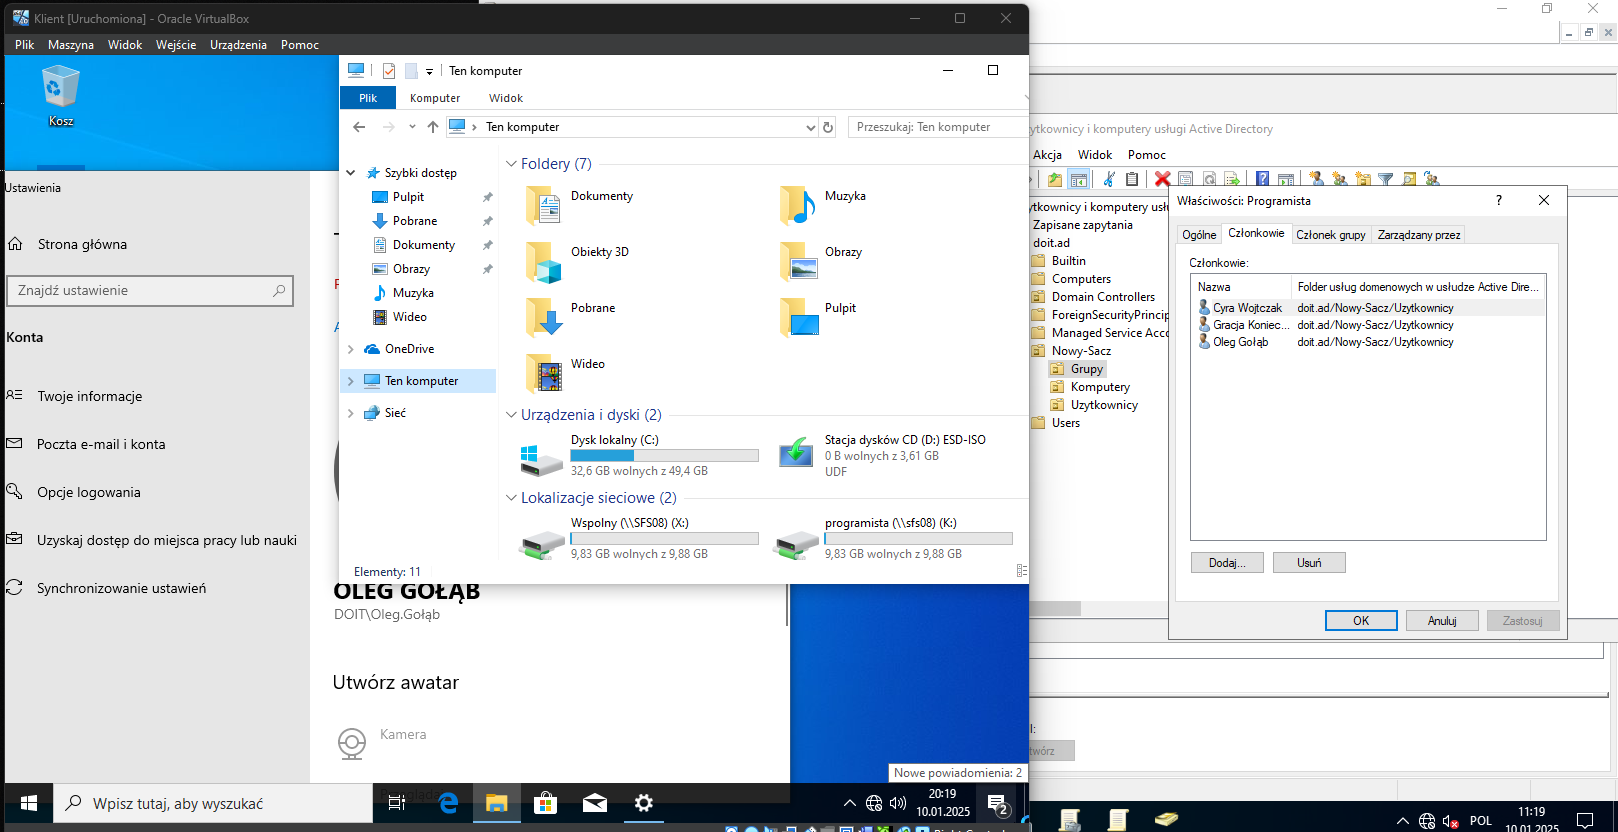 Klient [Uruchomiona] - Oracle VirtualBox
Plik Maszyna Widok Wejście Urządzenia Pomoc
Kosz
Ustawienia
Strona główna
Znajdź ustawienie
Konta
Twoje informacje
Poczta e-mail i konta
Opcje logowania
Uzyskaj dostęp do miejsca pracy lub nauki
Synchronizowanie ustawień
Ten komputer
Plik Komputer Widok
Ten komputer
Przeszukaj: Ten komputer
Szybki dostęp
Pulpit
Pobrane
Dokumenty
Obrazy
Muzyka
Wideo
OneDrive
Ten komputer
Sieć
Foldery (7)
Dokumenty
Muzyka
Obiekty 3D
Obrazy
Pobrane
Pulpit
Wideo
Urządzenia i dyski (2)
Dysk lokalny (C:)
32,6 GB wolnych z 49,4 GB
Stacja dysków CD (D:) ESD-ISO
0 B wolnych z 3,61 GB
UDF
Lokalizacje sieciowe (2)
Wspolny (\\SFS08) (X:)
9,83 GB wolnych z 9,88 GB
programista (\\sfs08) (K:)
9,83 GB wolnych z 9,88 GB
Elementy: 11
OLEG GOŁĄB
DOIT\Oleg.Gołąb
Utwórz awatar
Kamera
Nowe powiadomienia: 2
Wpisz tutaj, aby wyszukać
20:19
10.01.2025
2
ytkownicy i komputery usługi Active Directory
Akcja Widok Pomoc
ytkownicy i komputery usłu
Zapisane zapytania
doit.ad
Builtin
Computers
Domain Controllers
ForeignSecurityPrincip
Managed Service Acco
Nowy-Sacz
Grupy
Komputery
Uzytkownicy
Users
Właściwości: Programista
Ogólne Członkowie Członek grupy Zarządzany przez
Członkowie:
Nazwa Folder usług domenowych w usłudze Active Dire...
Cyra Wojtczak doit.ad/Nowy-Sacz/Uzytkownicy
Gracja Koniec... doit.ad/Nowy-Sacz/Uzytkownicy
Oleg Gołąb doit.ad/Nowy-Sacz/Uzytkownicy
Dodaj... Usuń
OK Anuluj Zastosuj
l:
twórz
POL
11:19
10.01.2025